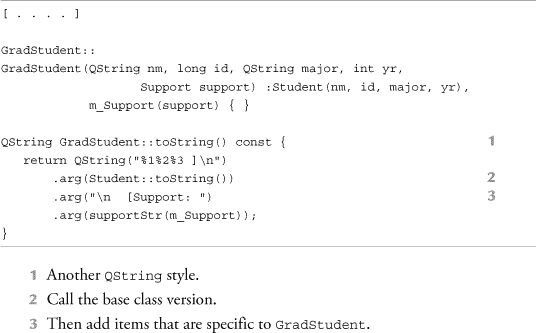 [ . . . . ]
GradStudent::
GradStudent(QString nm, long id, QString major, int yr,
Support support) :Student(nm, id, major, yr),
m_Support(support) { }
QString GradStudent::toString() const { 1
return QString("%1%2%3 ]\n")
.arg(Student::toString()) 2
.arg("\n [Support: ") 3
.arg(supportStr(m_Support));
}
1 Another QString style.
2 Call the base class version.
3 Then add items that are specific to GradStudent.